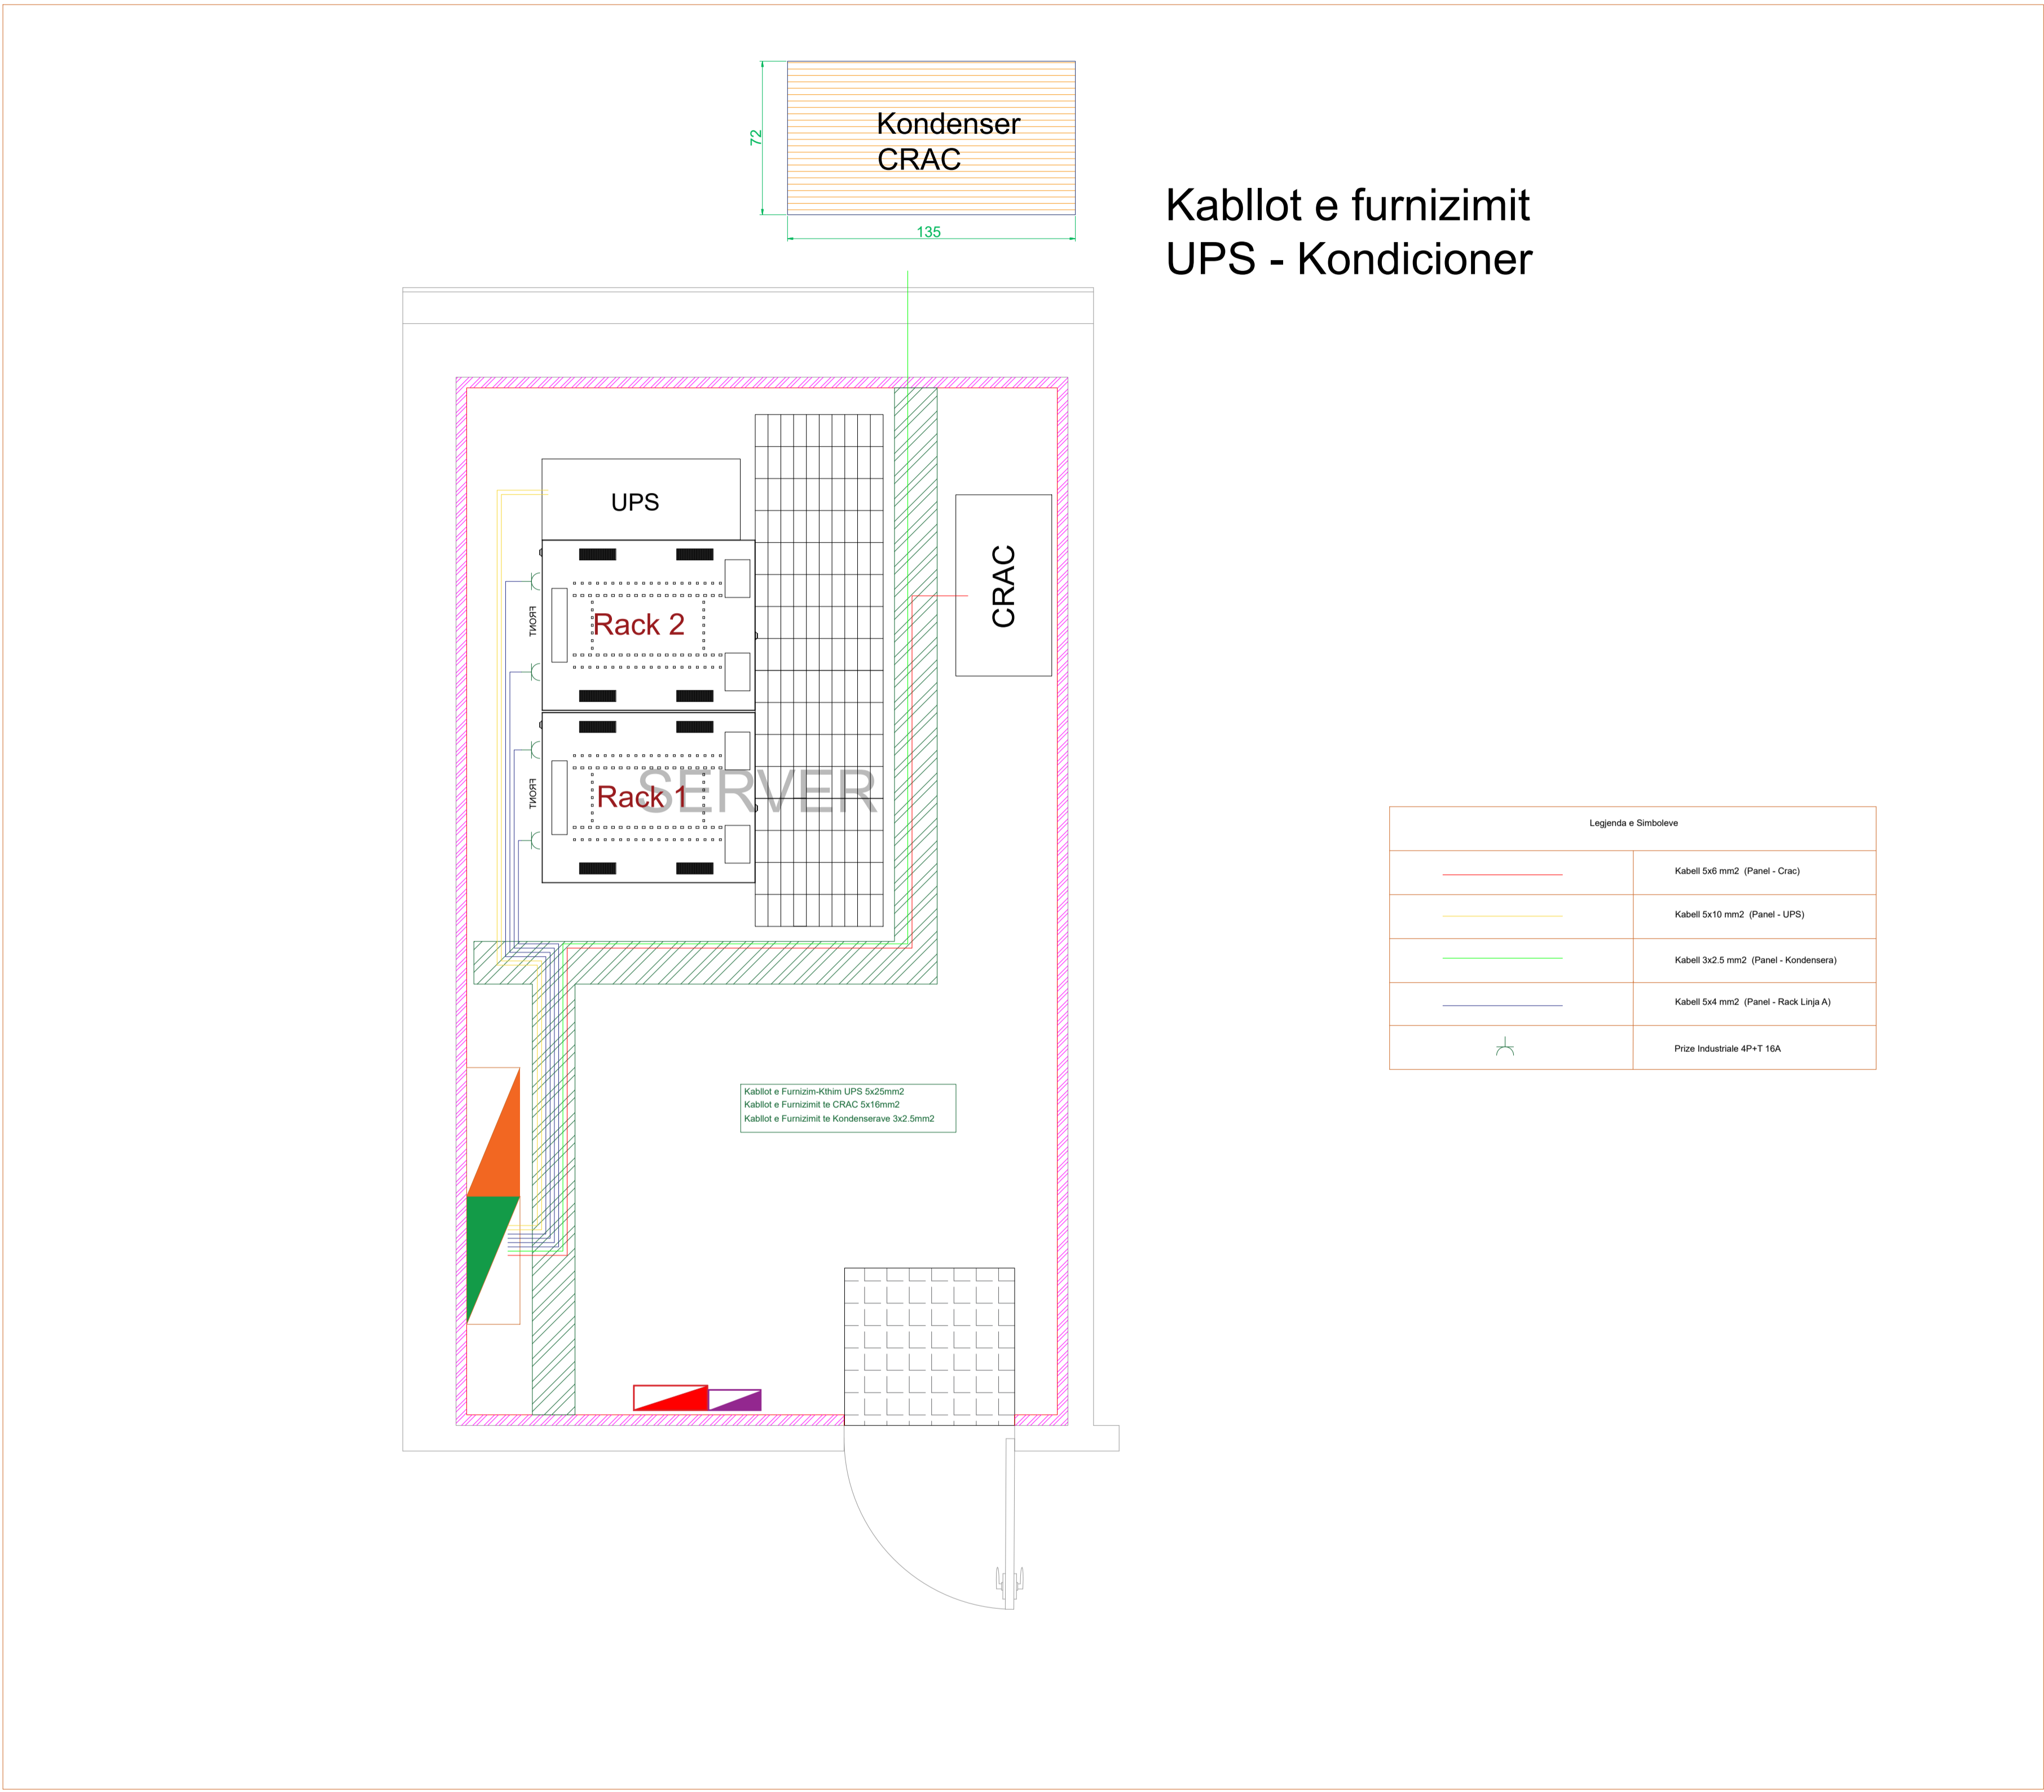 Kondenser
CRAC
72
135
Kabllot e furnizimit
UPS - Kondicioner
UPS
CRAC
FRONT
Rack 2
FRONT
Rack 1
SERVER
Legjenda e Simboleve
Kabell 5x6 mm2 (Panel - Crac)
Kabell 5x10 mm2 (Panel - UPS)
Kabell 3x2.5 mm2 (Panel - Kondensera)
Kabell 5x4 mm2 (Panel - Rack Linja A)
Prize Industriale 4P+T 16A
Kabllot e Furnizim-Kthim UPS 5x25mm2
Kabllot e Furnizimit te CRAC 5x16mm2
Kabllot e Furnizimit te Kondenserave 3x2.5mm2